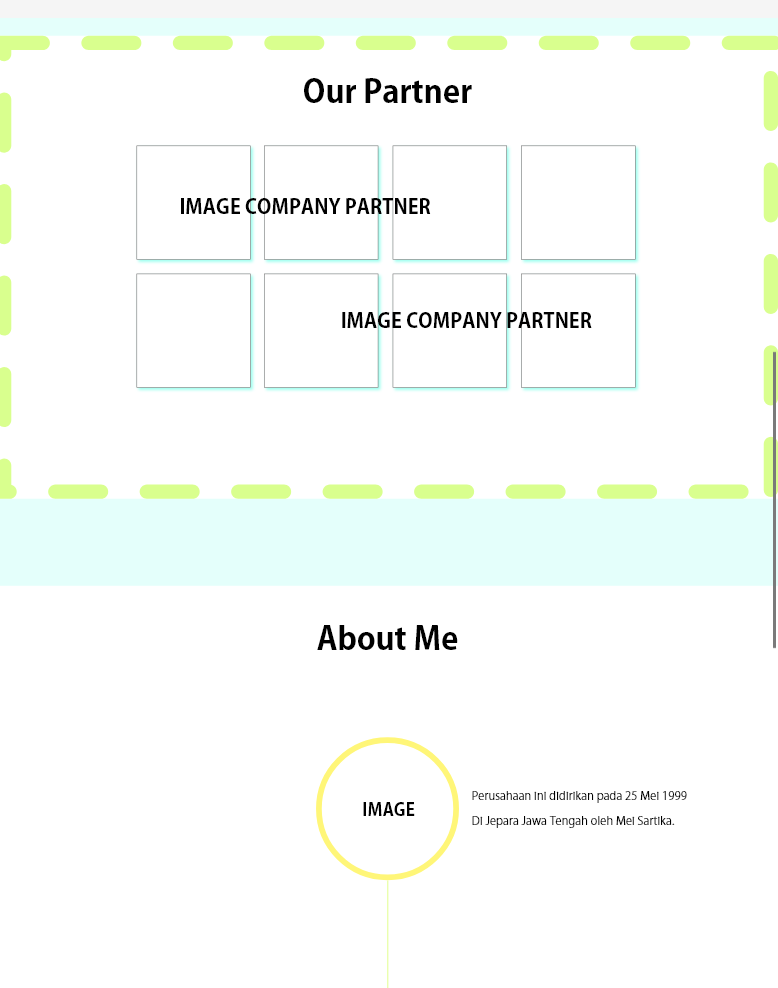 Our Partner
IMAGE COMPANY PARTNER
IMAGE COMPANY PARTNER
About Me
IMAGE
Perusahaan ini didirikan pada 25 Mei 1999
Di Jepara Jawa Tengah oleh Mei Sartika.